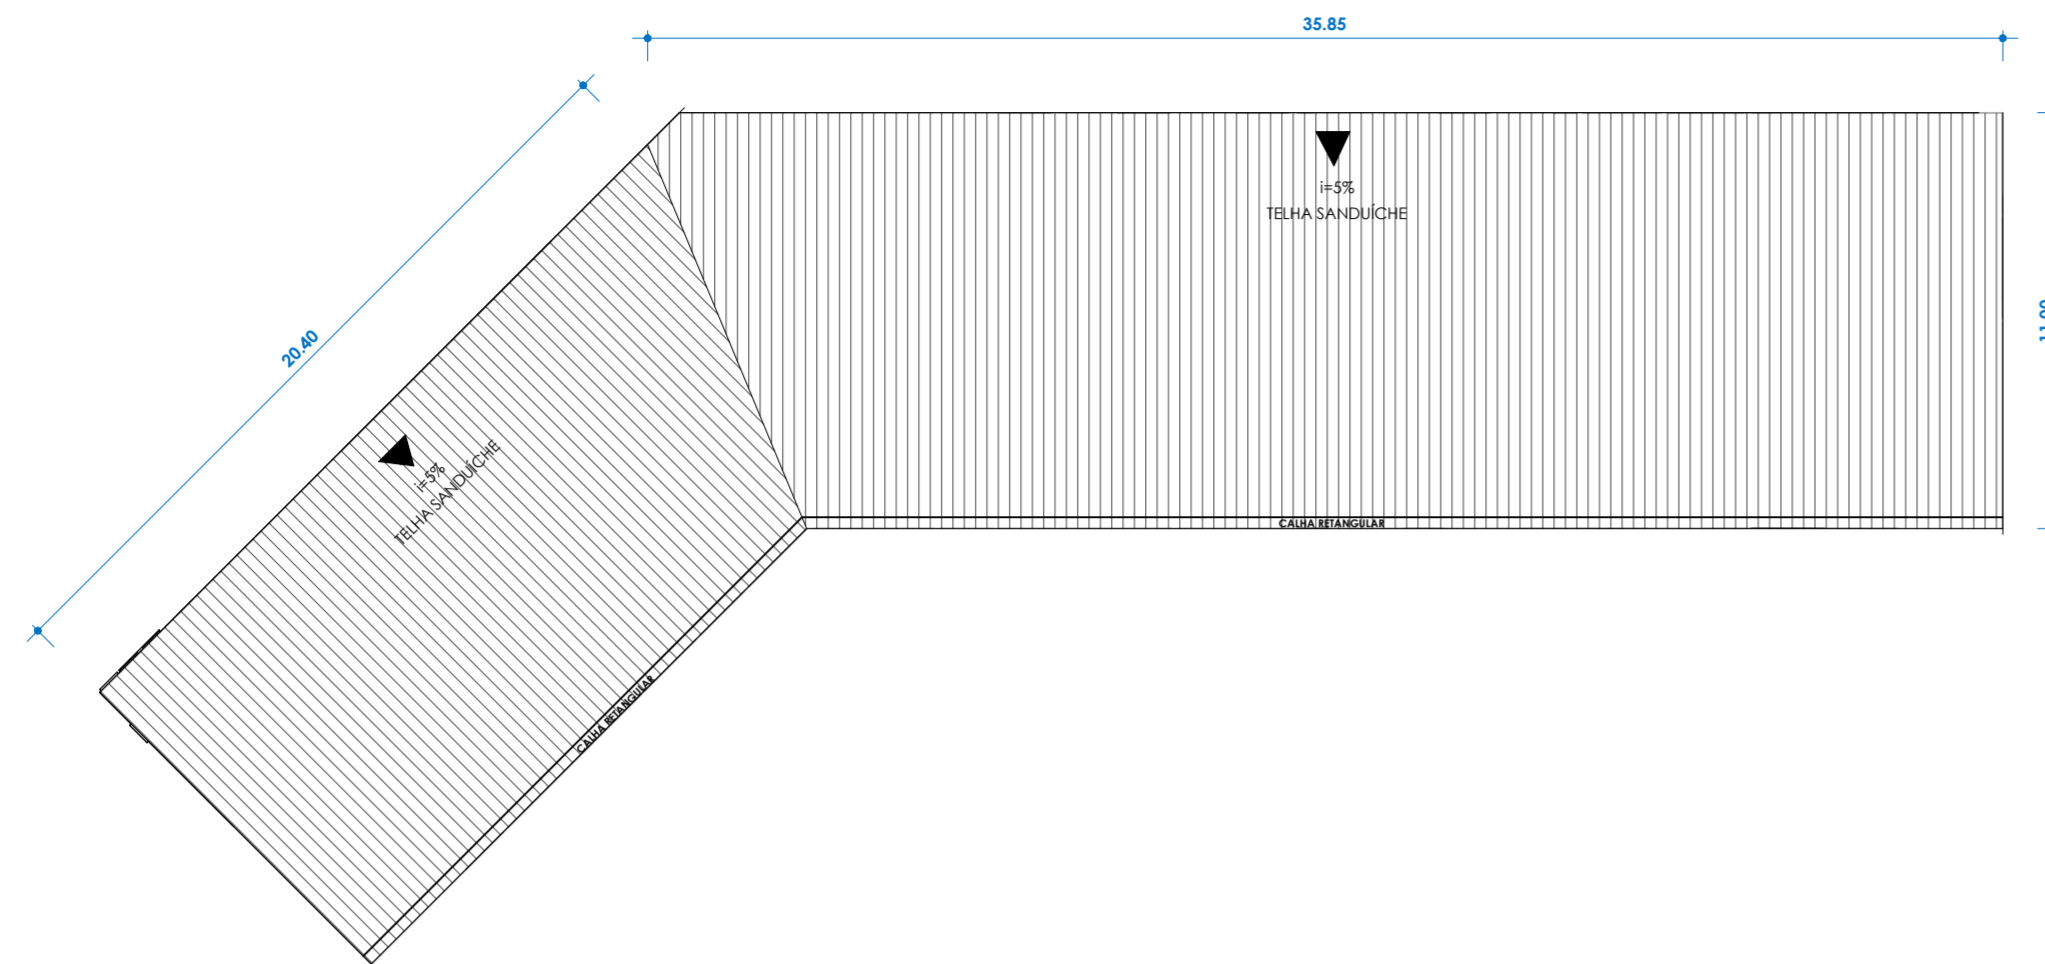 35.85
i=5%
TELHA SANDUÍCHE
20.40
i=5%
TELHA SANDUÍCHE
CALHA RETANGULAR
CALHA RETANGULAR